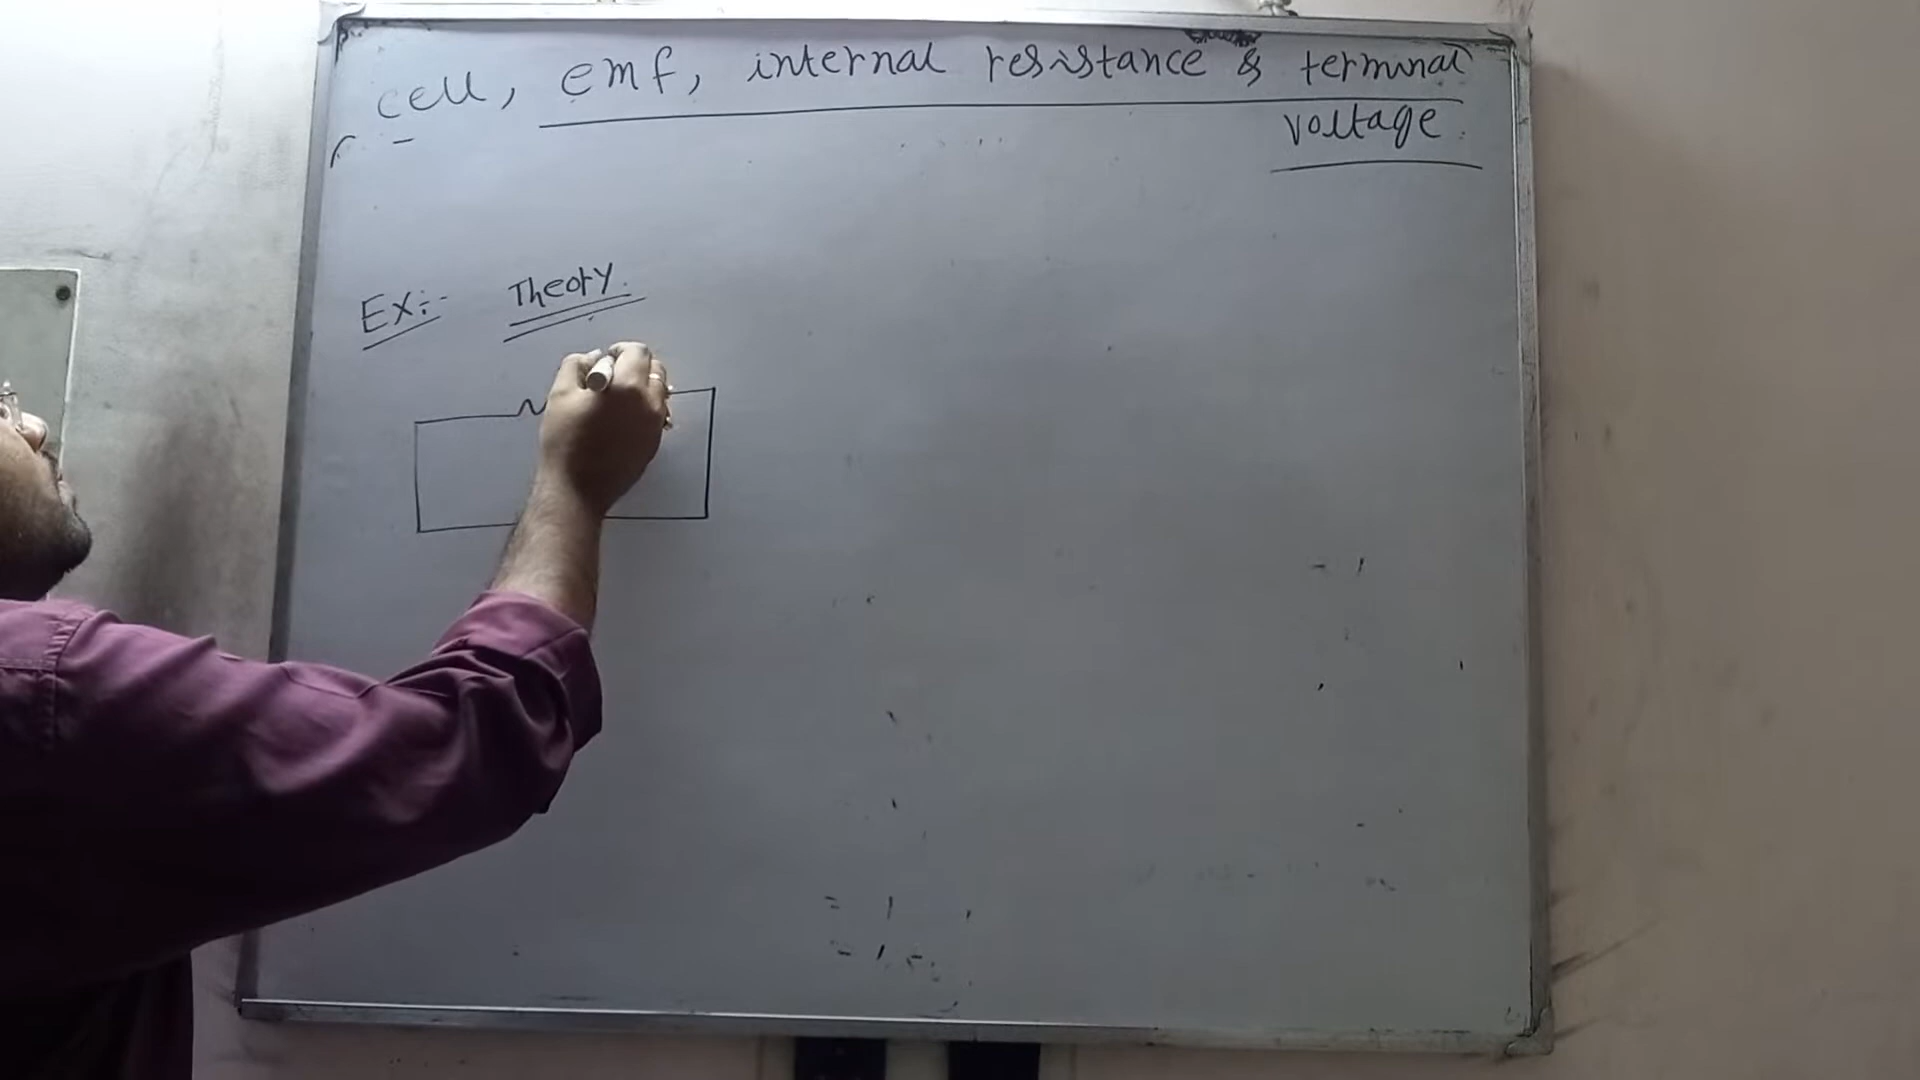 cell, emf, internal resistance & terminal
voltage.
Ex:- Theory.